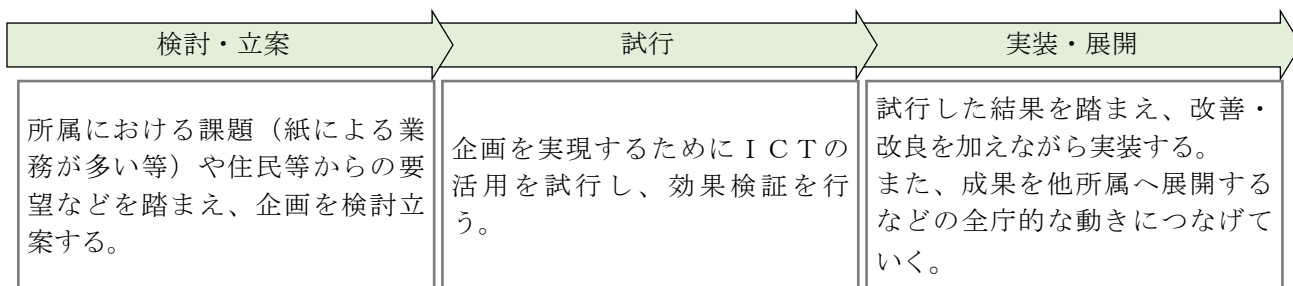 検討・立案
試行
実装・展開
所属における課題（紙による業
務が多い等）や住民等からの要
望などを踏まえ、企画を検討立
案する。
企画を実現するためにＩＣＴの
活用を試行し、効果検証を行
う。
試行した結果を踏まえ、改善・
改良を加えながら実装する。
また、成果を他所属へ展開する
などの全庁的な動きにつなげて
いく。